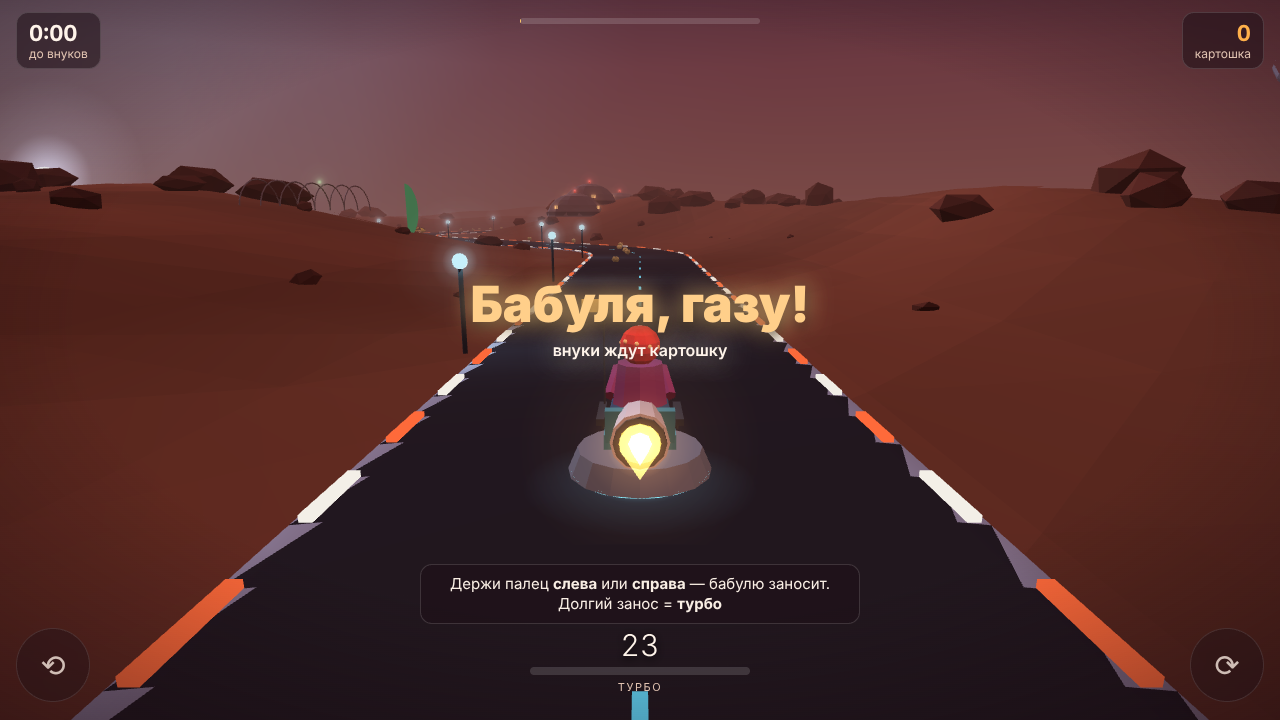 0:00
до внуков
0
картошка
Бабуля, газу!
внуки ждут картошку
Держи палец слева или справа — бабулю заносит.
Долгий занос = турбо
23
ТУРБО